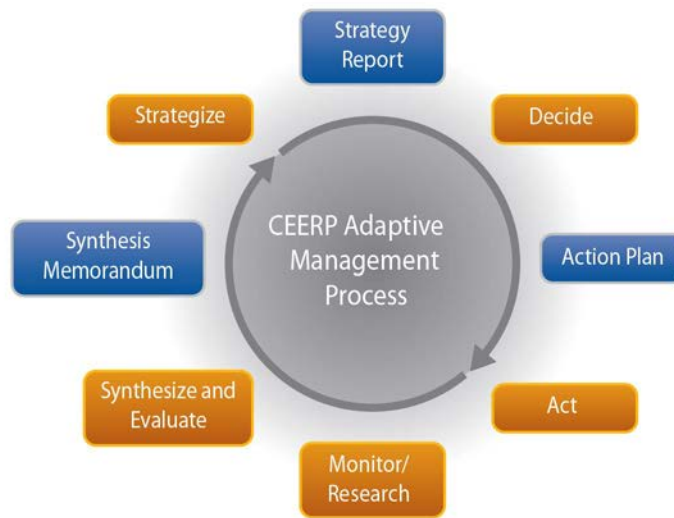 Strategy
Report
Strategize
Decide
CEERP Adaptive
Management
Process
Synthesis
Memorandum
Action Plan
Synthesize and
Evaluate
Act
Monitor/
Research